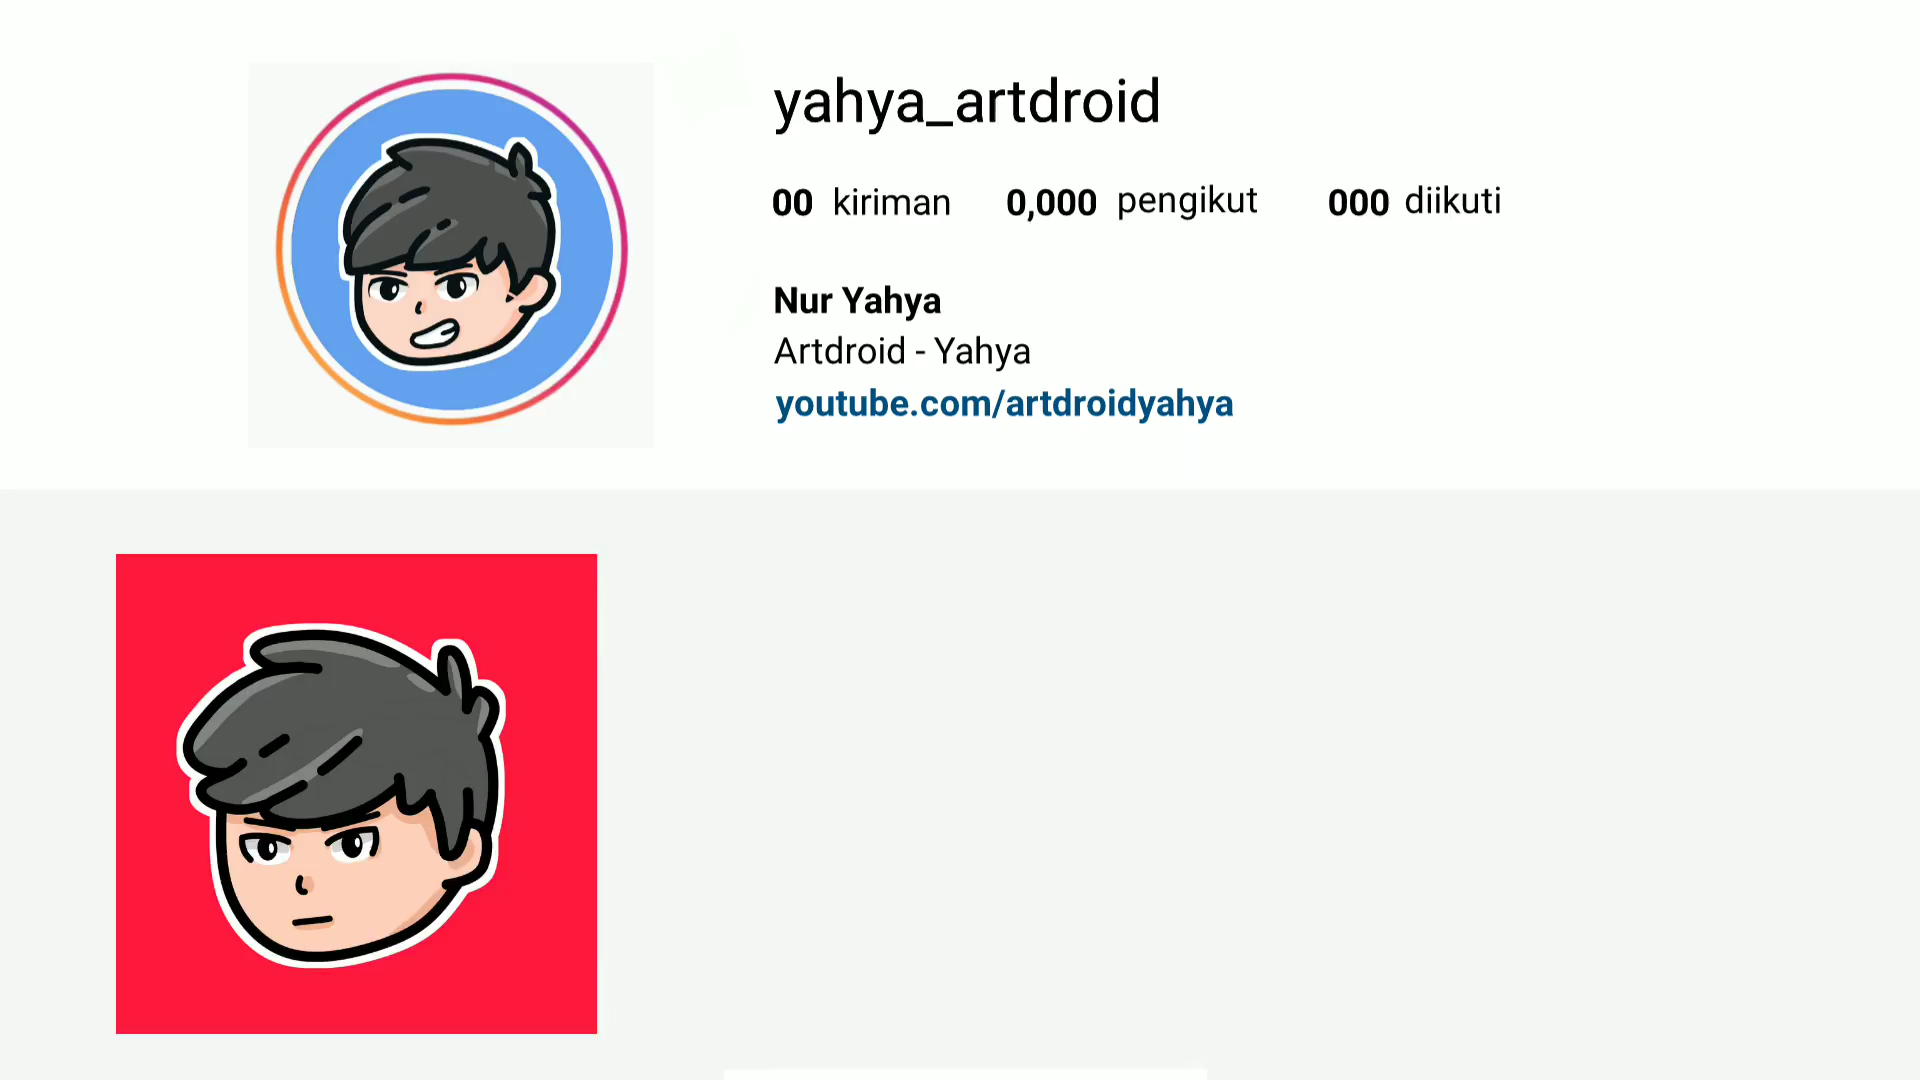 yahya_artdroid
00 kiriman 0,000 pengikut 000 diikuti
Nur Yahya
Artdroid - Yahya
youtube.com/artdroidyahya